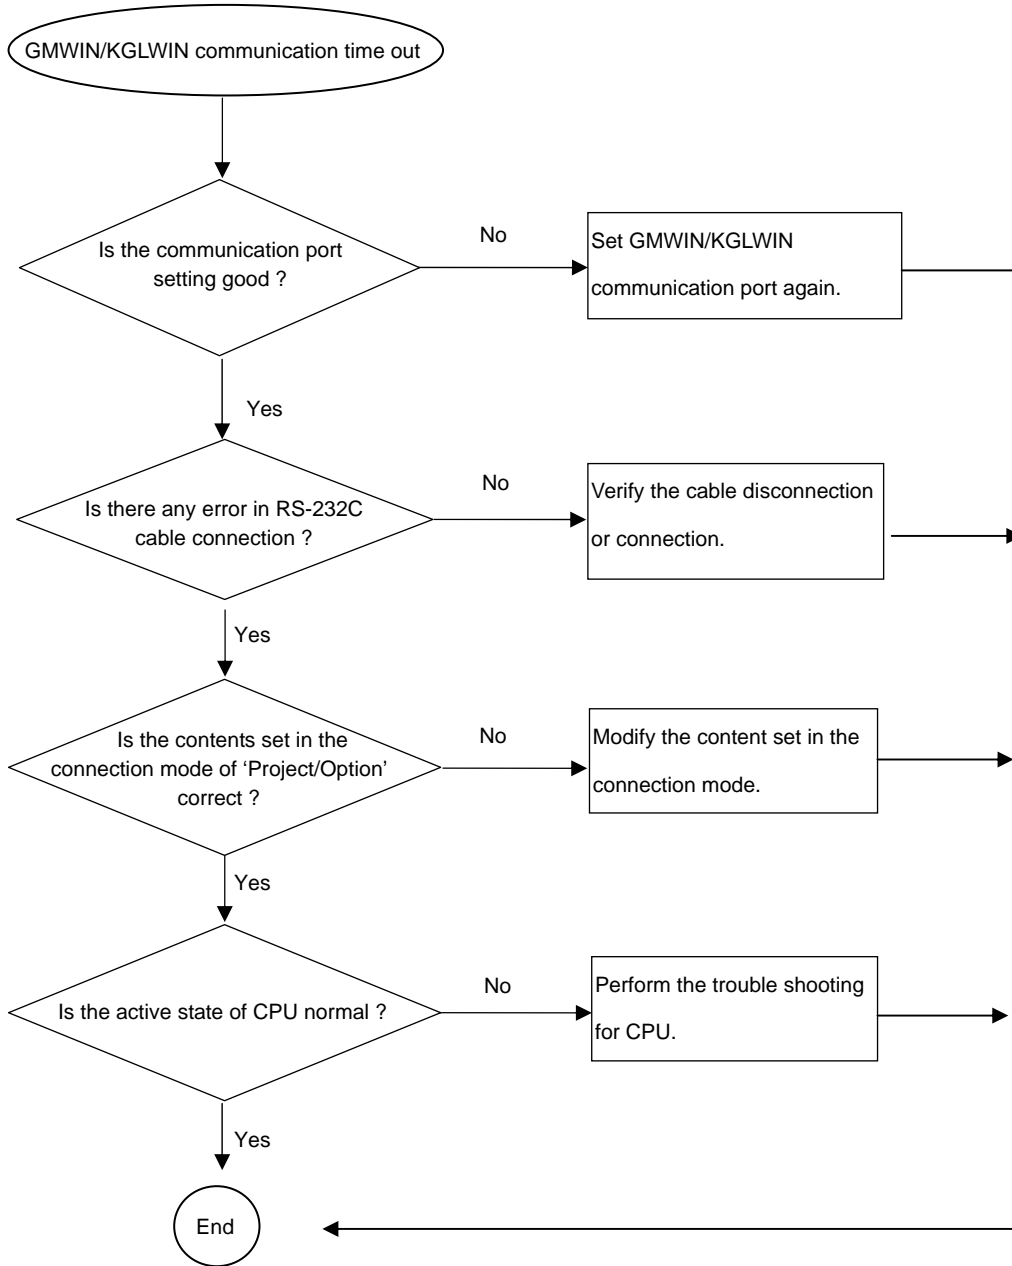 GMWIN/KGLWIN communication time out
Is the communication port
setting good ?
No
Set GMWIN/KGLWIN
communication port again.
Yes
Is there any error in RS-232C
cable connection ?
No
Verify the cable disconnection
or connection.
Yes
Is the contents set in the
connection mode of ‘Project/Option’
correct ?
No
Modify the content set in the
connection mode.
Yes
Is the active state of CPU normal ?
No
Perform the trouble shooting
for CPU.
Yes
End